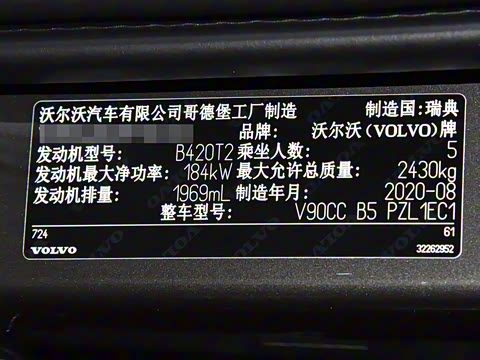 沃尔沃汽车有限公司哥德堡工厂制造 制造国:瑞典
品牌: 沃尔沃(VOLVO)牌
发动机型号: B420T2 乘坐人数: 5
发动机最大净功率: 184kW 最大允许总质量: 2430kg
发动机排量: 1969mL 制造年月: 2020-08
整车型号: V90CC B5 PZL1EC1
724 61
VOLVO 32262952